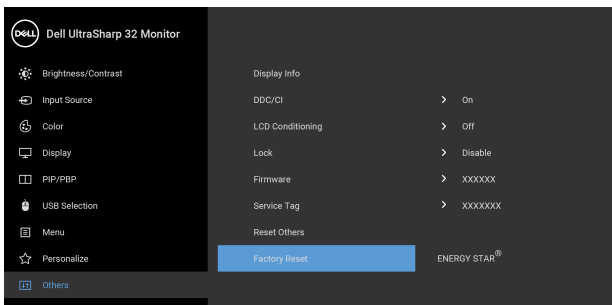 DELL Dell UltraSharp 32 Monitor
Brightness/Contrast
Input Source
Color
Display
PIP/PBP
USB Selection
Menu
Personalize
Others
Display Info
DDC/CI > On
LCD Conditioning > Off
Lock > Disable
Firmware > XXXXXX
Service Tag > XXXXXXX
Reset Others
Factory Reset ENERGY STAR®